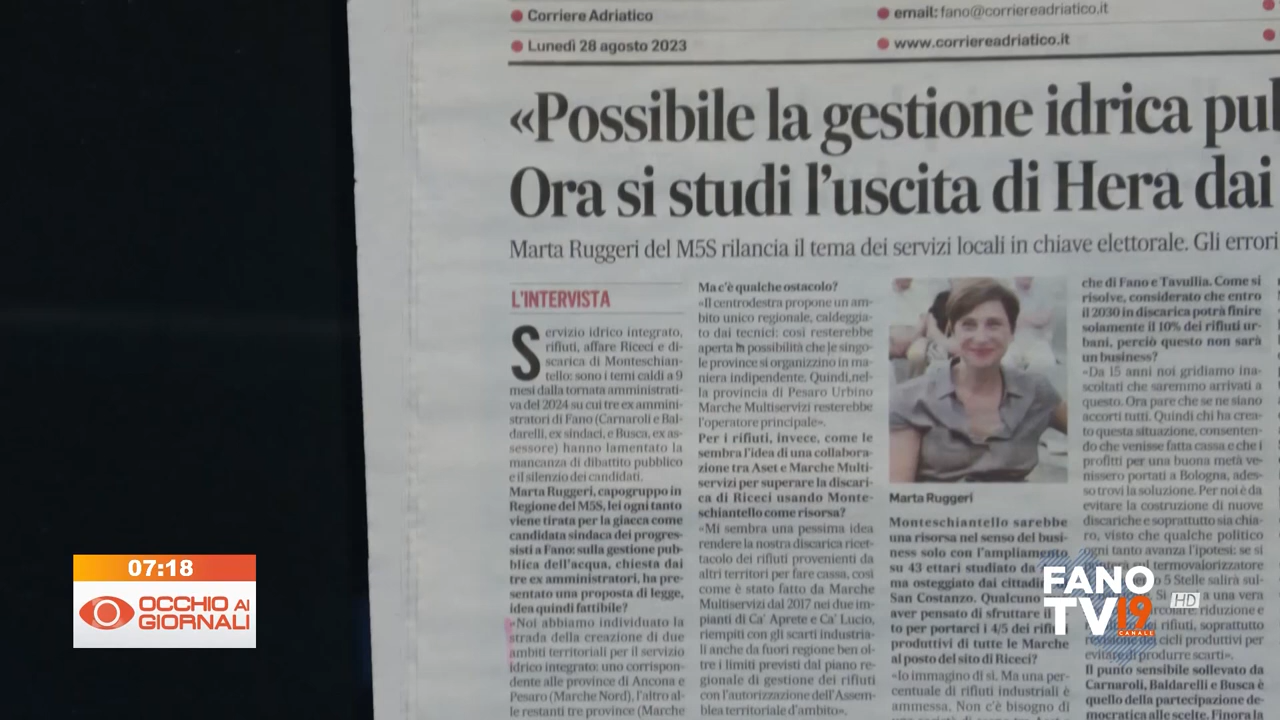 Corriere Adriatico
email: fano@corriereadriatico.it
Lunedì 28 agosto 2023
www.corriereadriatico.it
«Possibile la gestione idrica
Ora si studi l'uscita di Hera dai
Marta Ruggeri del M5S rilancia il tema dei servizi locali in chiave elettorale. Gli errori
L'INTERVISTA
Servizio idrico integrato,
rifiuti, affare Riceci e di-
scarica di Monteschian-
tello: sono i temi caldi a 9
mesi dalla tornata amministrati-
va del 2024 su cui tre ex ammini-
stratori di Fano (Carnaroli e Bal-
darelli, ex sindaci, e Busca, ex as-
sessore) hanno lamentato la
mancanza di dibattito pubblico
e il silenzio dei candidati.
Marta Ruggeri, capogruppo in
Regione del M5S, lei ogni tanto
viene tirata per la giacca come
candidata sindaca dei progres-
sisti a Fano: sulla gestione pub-
blica dell'acqua, chiesta dai
tre ex amministratori, ha pre-
sentato una proposta di legge,
idea quindi fattibile?
«Noi abbiamo individuato la
strada della creazione di due
ambiti territoriali per il servizio
idrico integrato: uno corrispon-
dente alle province di Ancona e
Pesaro (Marche Nord), l'altro al-
le restanti tre province (Marche
Ma c'è qualche ostacolo?
«Il centrodestra propone un am-
bito unico regionale, caldeggia-
to dai tecnici: così resterebbe
aperta la possibilità che le singo-
le province si organizzino in ma-
niera indipendente. Quindi, nel-
la provincia di Pesaro Urbino
Marche Multiservizi resterebbe
l'operatore principale».
Per i rifiuti, invece, come le
sembra l'idea di una collabora-
zione tra Aset e Marche Multi-
servizi per superare la discari-
ca di Riceci usando Monte-
schiantello come risorsa?
«Mi sembra una pessima idea
rendere la nostra discarica ricet-
tacolo dei rifiuti provenienti da
altri territori per fare cassa, così
come è stato fatto da Marche
Multiservizi dal 2017 nei due im-
pianti di Ca' Aprete e Ca' Lucio,
riempiti con gli scarti industria-
li anche da fuori regione ben ol-
tre i limiti previsti dal piano re-
gionale di gestione dei rifiuti
con l'autorizzazione dell'Assem-
blea territoriale d'ambito».
Marta Ruggeri
Monteschiantello sarebbe
una risorsa nel senso del busi-
ness solo con l'ampliamento
su 43 ettari studiato da
ma osteggiato dai cittadi
San Costanzo. Qualcuno
aver pensato di sfruttare
to per portarci i 4/5 dei rifi
produttivi di tutte le Marche
al posto del sito di Riceci?
«Io immagino di sì. Ma una per-
centuale di rifiuti industriali è
ammessa. Non c'è bisogno di
che di Fano e Tavullia. Come si
risolve, considerato che entro
il 2030 in discarica potrà finire
solamente il 10% dei rifiuti ur-
bani, perciò questo non sarà
un business?
«Da 15 anni noi gridiamo ina-
scoltati che saremmo arrivati a
questo. Ora pare che se ne siano
accorti tutti. Quindi chi ha crea-
to questa situazione, consenten-
do che venisse fatta cassa e che i
profitti per una buona metà ve-
nissero portati a Bologna, ades-
so trovi la soluzione. Per noi è da
evitare la costruzione di nuove
discariche e soprattutto sia chia-
ro, visto che qualche politico
ogni tanto avanza l'ipotesi: se si
termovalorizzatore
5 Stelle salirà sul-
Si a una vera
riduzione e
rifiuti, soprattutto
dei cicli produttivi per
evitare di produrre scarti».
Il punto sensibile sollevato da
Carnaroli, Baldarelli e Busca è
quello della partecipazione de-
mocratica alle scelte. Finora la
07:18
OCCHIO AI
GIORNALI
FANO
TV 19 HD
CANALE